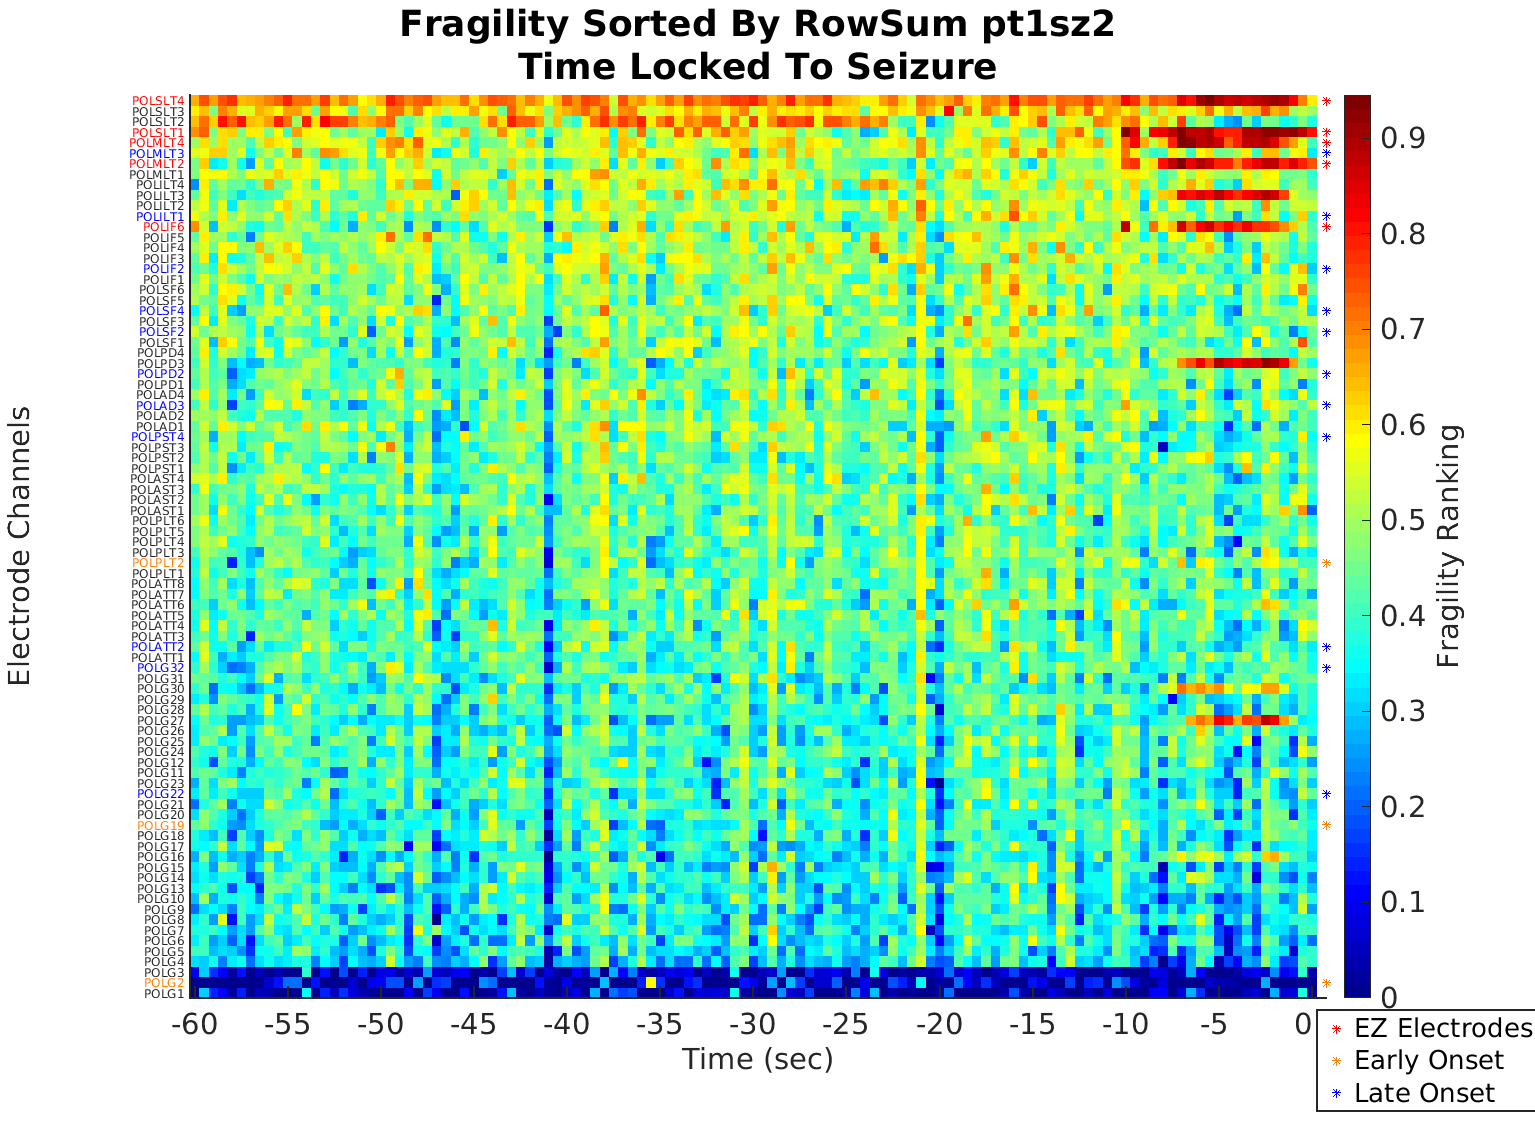 Fragility Sorted By RowSum pt1sz2
Time Locked To Seizure
Electrode Channels
POLSLT4
POLSLT3
POLSLT2
POLSLT1
POLMLT4
POLMLT3
POLMLT2
POLMLT1
POLILT4
POLILT3
POLILT2
POLILT1
POLIF6
POLIF5
POLIF4
POLIF3
POLIF2
POLIF1
POLSF6
POLSF5
POLSF4
POLSF3
POLSF2
POLSF1
POLPD4
POLPD3
POLPD2
POLPD1
POLAD4
POLAD3
POLAD2
POLAD1
POLPST4
POLPST3
POLPST2
POLPST1
POLAST4
POLAST3
POLAST2
POLAST1
POLPLT6
POLPLT5
POLPLT4
POLPLT3
POLPLT2
POLPLT1
POLATT8
POLATT7
POLATT6
POLATT5
POLATT4
POLATT3
POLATT2
POLATT1
POLG32
POLG31
POLG30
POLG29
POLG28
POLG27
POLG26
POLG25
POLG24
POLG12
POLG11
POLG23
POLG22
POLG21
POLG20
POLG19
POLG18
POLG17
POLG16
POLG15
POLG14
POLG13
POLG10
POLG9
POLG8
POLG7
POLG6
POLG5
POLG4
POLG3
POLG2
POLG1
-60 -55 -50 -45 -40 -35 -30 -25 -20 -15 -10 -5 0
Time (sec)
0.9
0.8
0.7
0.6
0.5
0.4
0.3
0.2
0.1
0
Fragility Ranking
EZ Electrodes
Early Onset
Late Onset